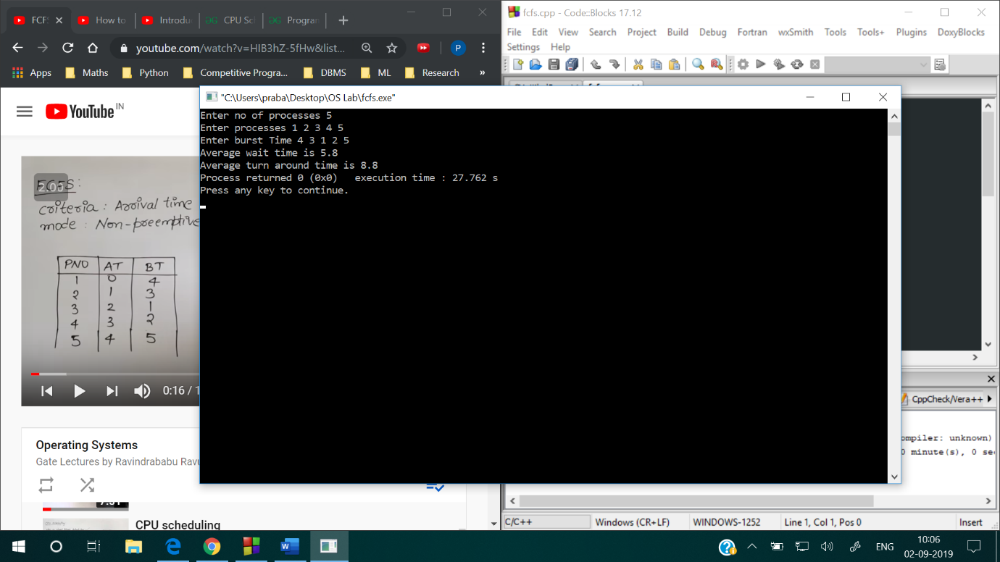 FCFS
How to
Introdu
CPU Sc
Program
youtube.com/watch?v=HIB3hZ-5fHw&list...
P
Apps
Maths
Python
Competitive Progra...
DBMS
ML
Research
»
YouTube IN
FCFS:
2.00
criteria : Arrival time
mode : Non-preemptive
PNO AT BT
1 0 4
2 1 3
3 2 1
4 3 2
5 4 5
0:16 / 1
Operating Systems
Gate Lectures by Ravindrababu Ravu
7:51
CPU scheduling
fcfs.cpp - Code::Blocks 17.12
File Edit View Search Project Build Debug Fortran wxSmith Tools Tools+ Plugins DoxyBlocks
Settings Help
"C:\Users\praba\Desktop\OS Lab\fcfs.exe"
Enter no of processes 5
Enter processes 1 2 3 4 5
Enter burst Time 4 3 1 2 5
Average wait time is 5.8
Average turn around time is 8.8
Process returned 0 (0x0) execution time : 27.762 s
Press any key to continue.
CppCheck/Vera++
ompiler: unknown)
0 minute(s), 0 se
C/C++
Windows (CR+LF)
WINDOWS-1252
Line 1, Col 1, Pos 0
Insert
ENG
10:06
02-09-2019